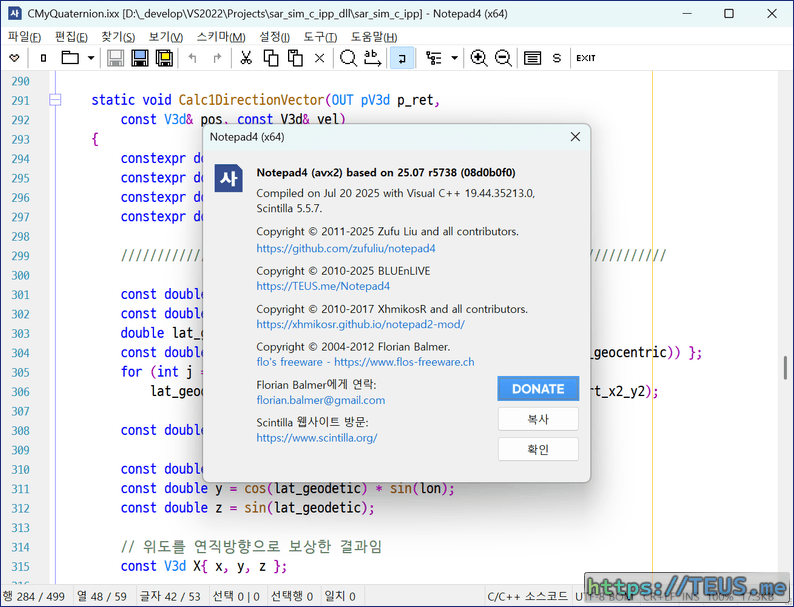 사 CMyQuaternion.ixx [D:\_develop\VS2022\Projects\sar_sim_c_ipp_dll\sar_sim_c_ipp] - Notepad4 (x64)
파일(F) 편집(E) 찾기(S) 보기(V) 스키마(M) 설정(I) 도구(T) 도움말(H)
ab S EXIT
290
291 static void Calc1DirectionVector(OUT pV3d p_ret,
292 const V3d& pos, const V3d& vel)
293 {
294 constexpr
295 constexpr
296 constexpr
297 constexpr
298
299 /////////// ///////////
300
301 const double
302 const double
303 double
304 const double geocentric)) };
305 for (int j =
306 x2_y2);
307
308 const double
309
310 const double
311 const double y = cos(lat_geodetic) * sin(lon);
312 const double z = sin(lat_geodetic);
313
314 // 위도를 연직방향으로 보상한 결과임
315 const V3d X{ x, y, z };
Notepad4 (x64)
사
Notepad4 (avx2) based on 25.07 r5738 (08d0b0f0)
Compiled on Jul 20 2025 with Visual C++ 19.44.35213.0,
Scintilla 5.5.7.
Copyright © 2011-2025 Zufu Liu and all contributors.
https://github.com/zufuliu/notepad4
Copyright © 2010-2025 BLUEnLIVE
https://TEUS.me/Notepad4
Copyright © 2010-2017 XhmikosR and all contributors.
https://xhmikosr.github.io/notepad2-mod/
Copyright © 2004-2012 Florian Balmer.
flo's freeware - https://www.flos-freeware.ch
Florian Balmer에게 연락:
florian.balmer@gmail.com
Scintilla 웹사이트 방문:
https://www.scintilla.org/
DONATE
복사
확인
행 284 / 499 열 48 / 59 글자 42 / 53 선택 0 | 0 선택행 0 일치 0 C/C++ 소스코드 UTF-8 BOM CR+LF INS 100% 17.3KB
https://TEUS.me